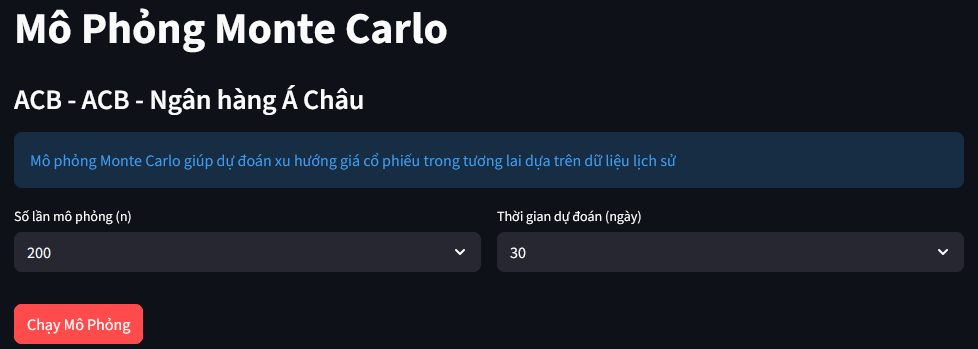 Mô Phỏng Monte Carlo
ACB - ACB - Ngân hàng Á Châu
Mô phỏng Monte Carlo giúp dự đoán xu hướng giá cổ phiếu trong tương lai dựa trên dữ liệu lịch sử
Số lần mô phỏng (n)
Thời gian dự đoán (ngày)
200
30
Chạy Mô Phỏng